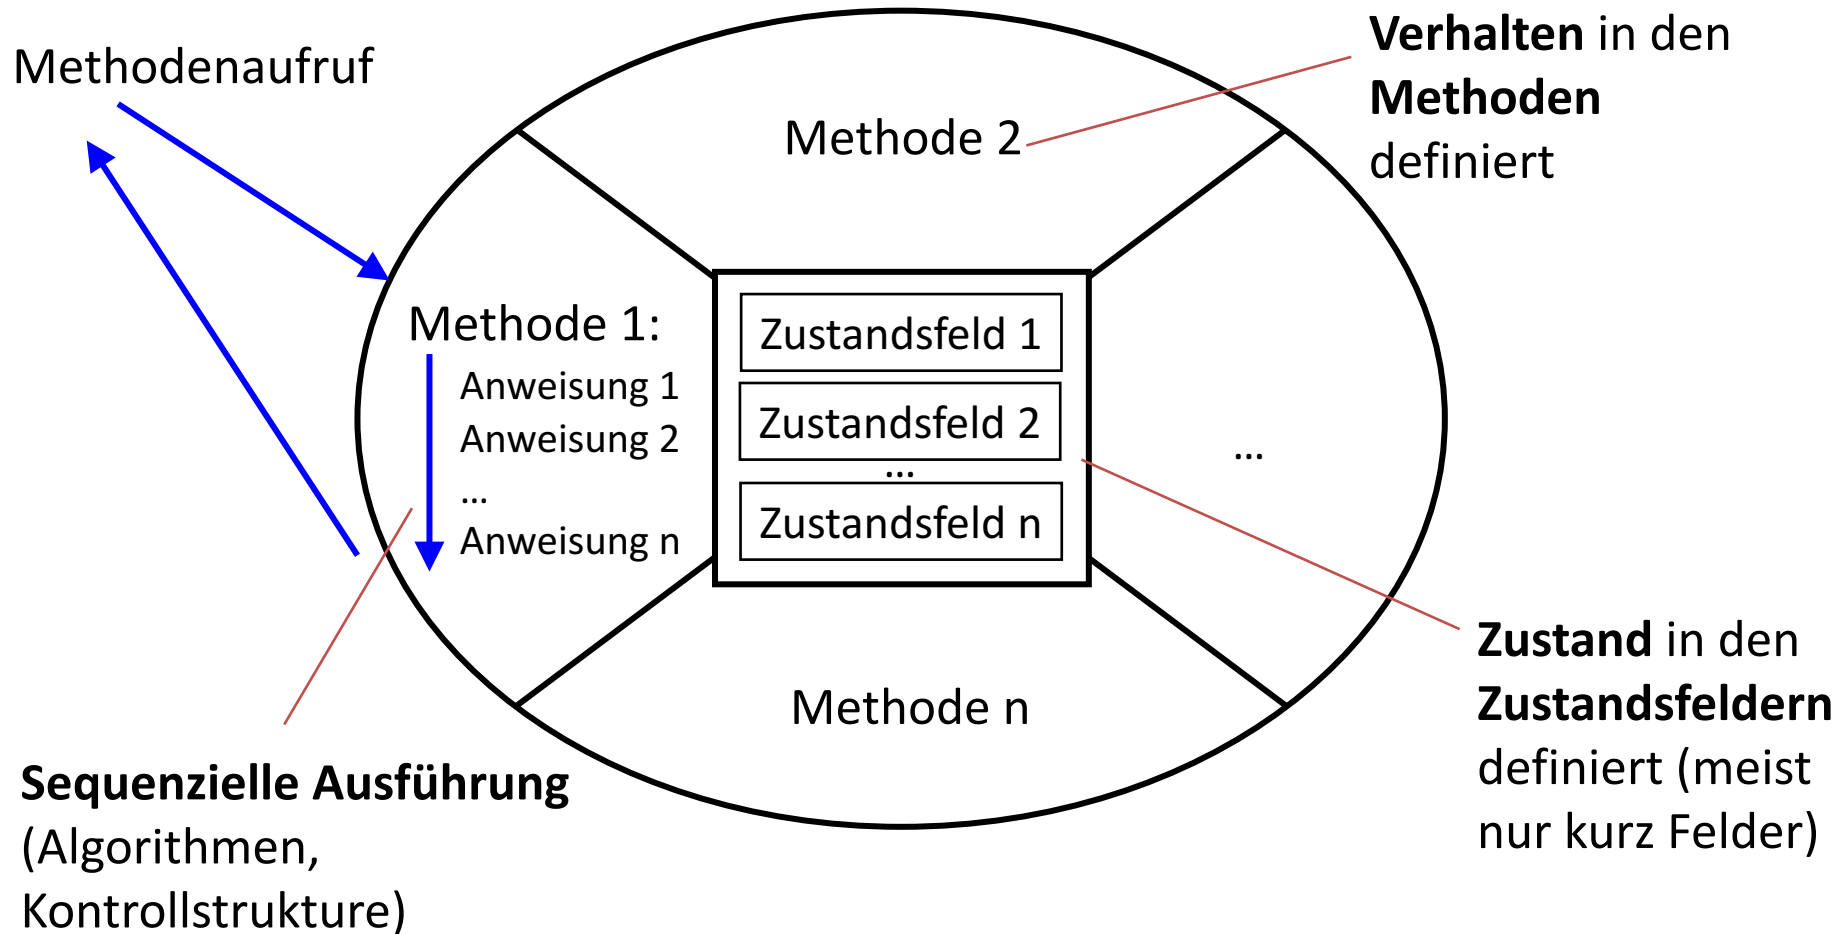 Methodenaufruf
Verhalten in den
Methoden
definiert
Methode 2
Methode 1:
Anweisung 1
Anweisung 2
...
Anweisung n
Zustandsfeld 1
Zustandsfeld 2
...
Zustandsfeld n
...
Methode n
Zustand in den
Zustandsfeldern
definiert (meist
nur kurz Felder)
Sequenzielle Ausführung
(Algorithmen,
Kontrollstrukture)